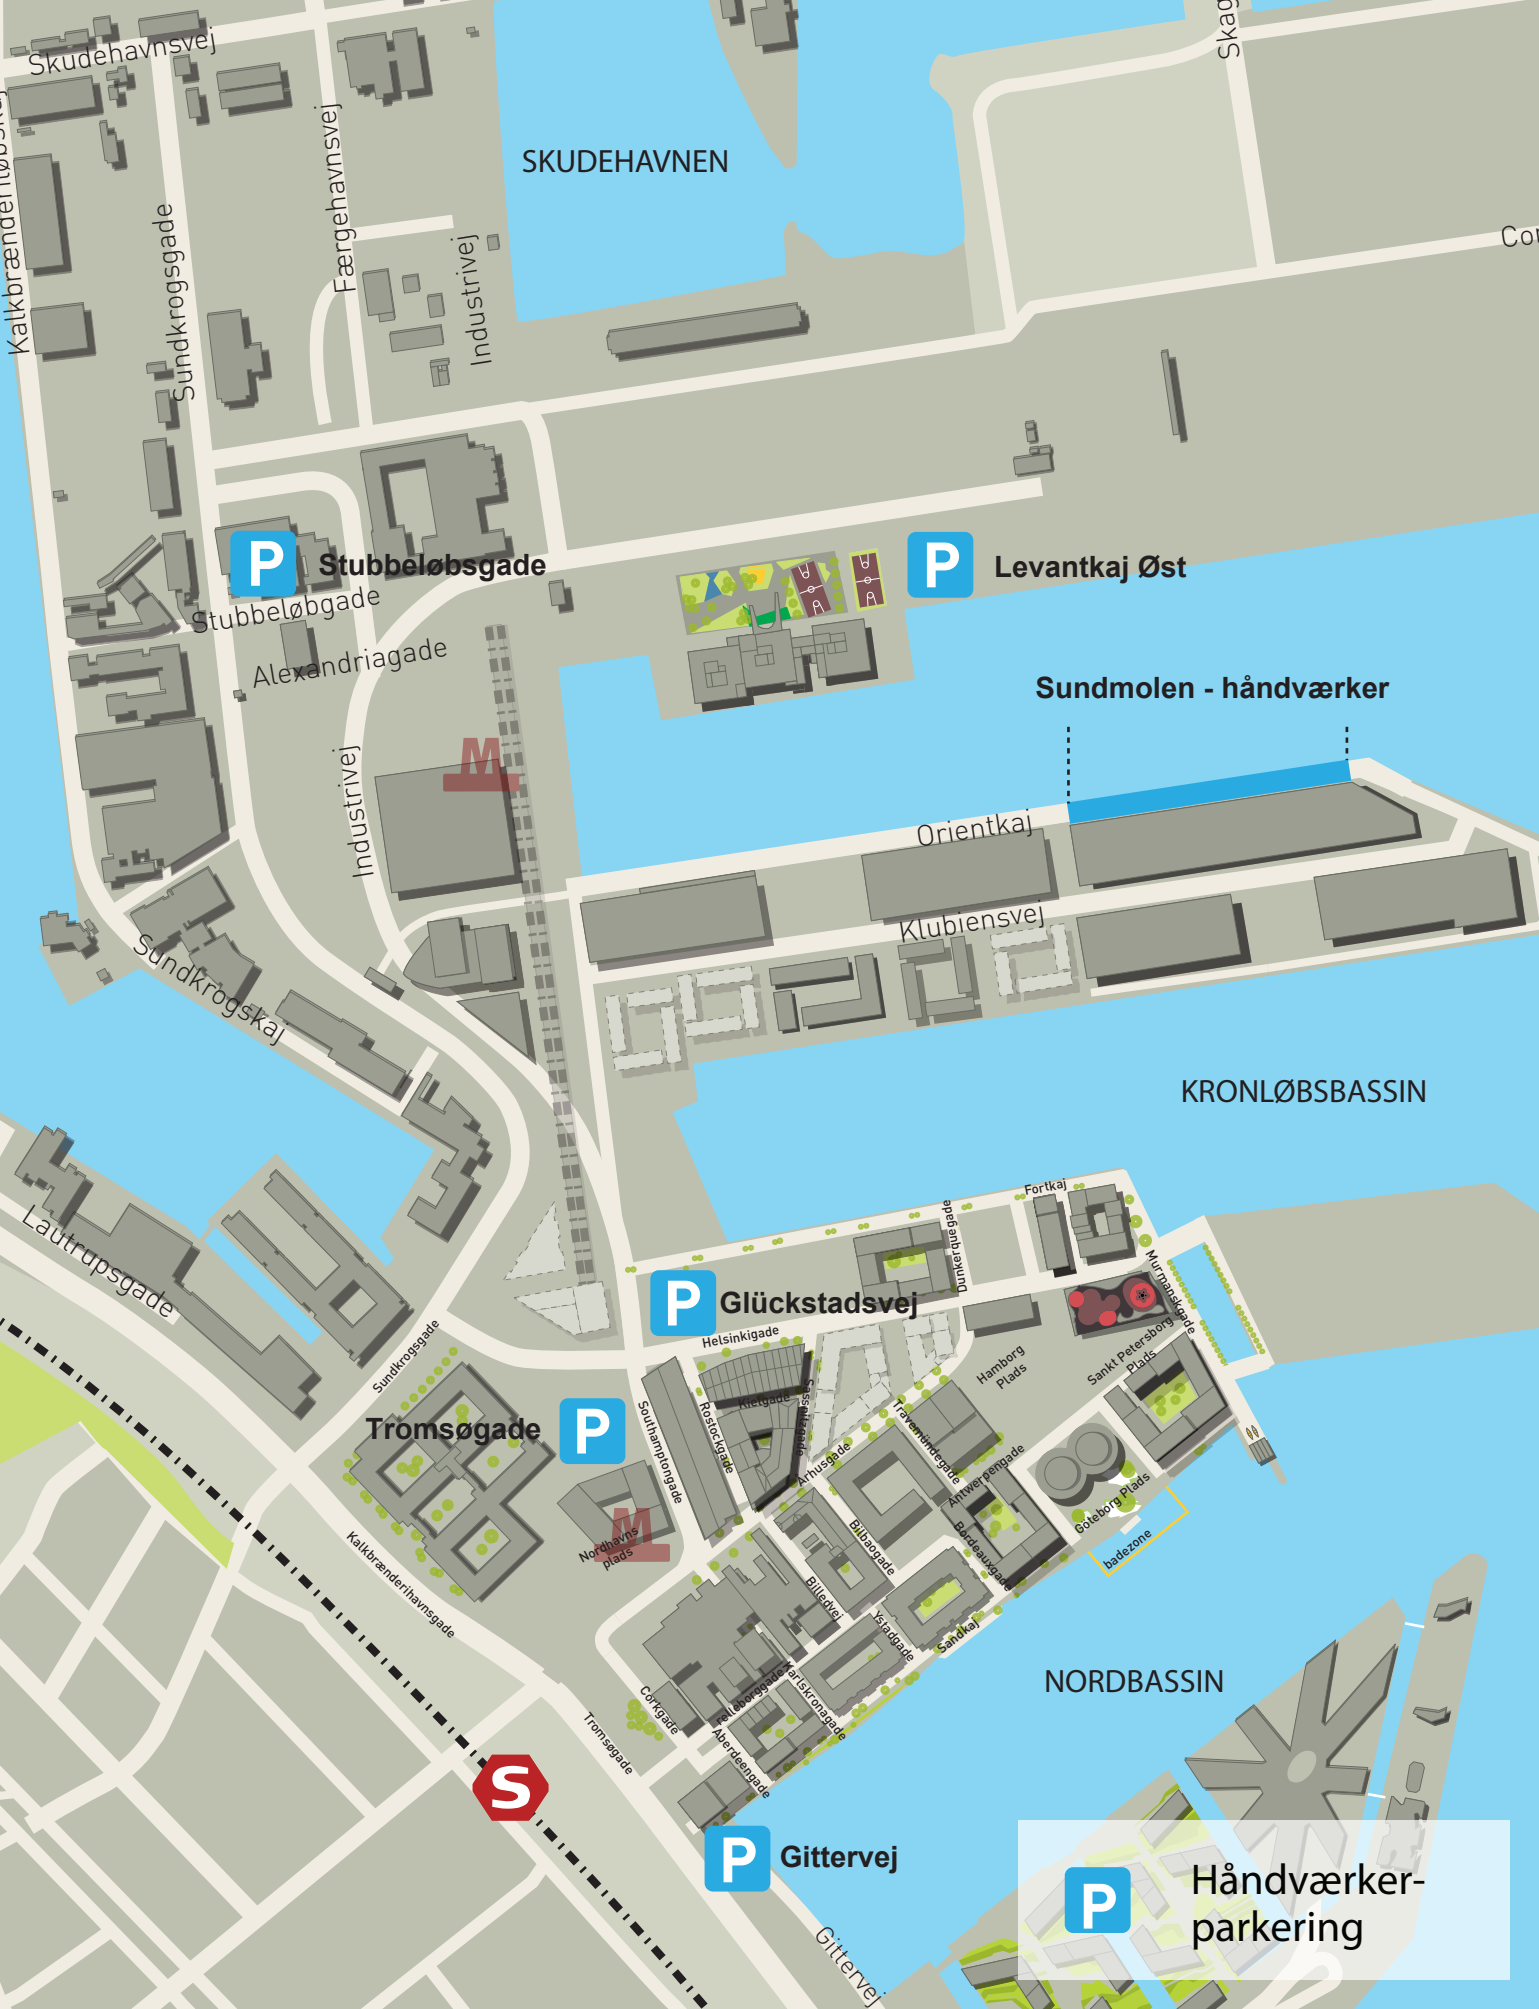 Skudehavnsvej
Færgehavnsvej
Sundkrogsgade
Industrivej
SKUDEHAVNEN
P Stubbeløbsgade
Stubbeløbgade
Alexandriagade
P Levantkaj Øst
Sundmolen - håndværker
M
Industrivej
Orientkaj
Klubiensvej
Sundkrogskaj
KRONLØBSBASSIN
Lautrupsgade
Fortkaj
Dunkerquegade
Murmanskgade
P Glückstadsvej
Helsinkigade
Sundkrogsgade
Hamborg
Plads
Sankt Petersborg
Plads
Kielgade
Sassnitzgade
Rostockgade
Southamptongade
Tromsøgade P
Århusgade
Travemündegade
Antwerpengade
Göteborg Plads
badezone
Nordhavns
plads
M
Bilbaogade
Bordeauxgade
Kalkbrænderihavnsgade
Billedvej
Ystadgade
Sandkaj
Karlskronagade
Corkgade
Aberdeengade
Tromsøgade
NORDBASSIN
S
P Gittervej
Gittervej
P Håndværker-
parkering